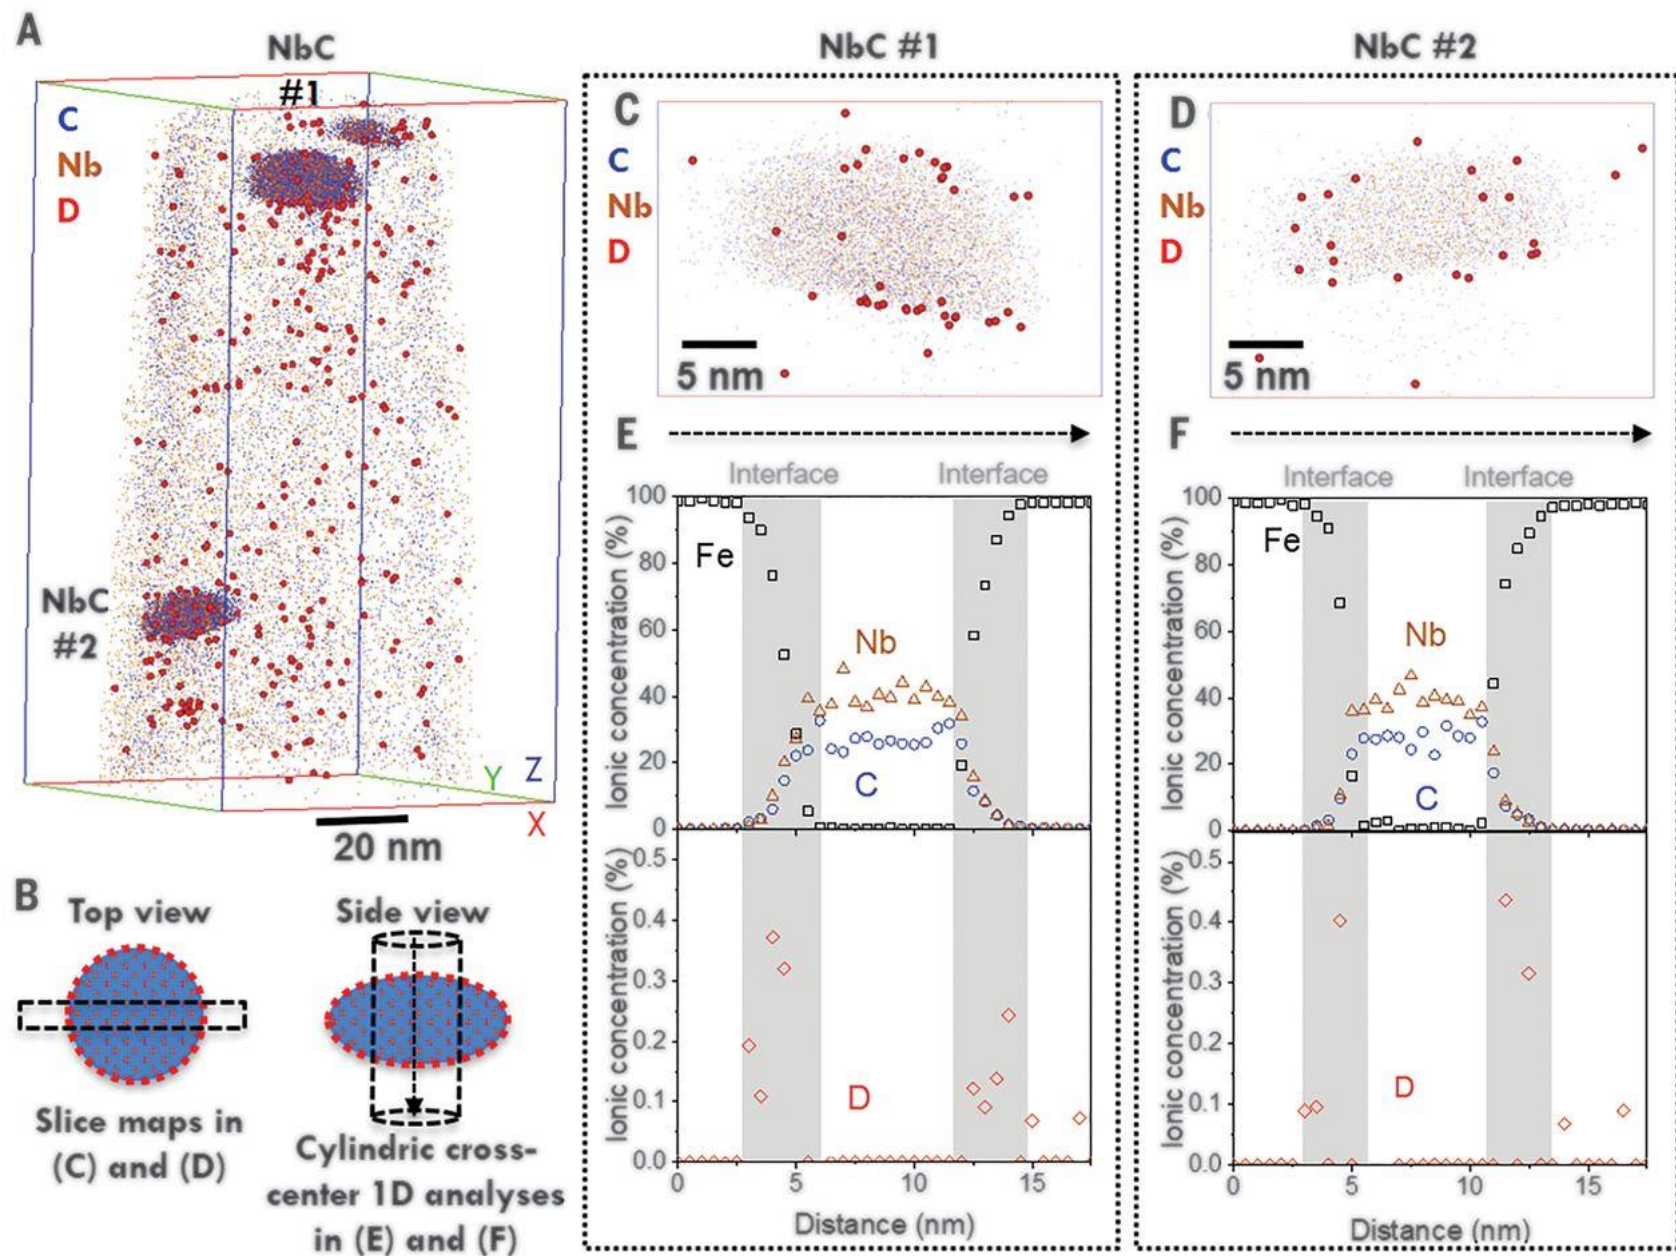 A
NbC
#1
C
Nb
D
NbC
#2
Y
Z
X
20 nm
B
Top view
Side view
Slice maps in
(C) and (D)
Cylindric cross-
center 1D analyses
in (E) and (F)
NbC #1
C
C
Nb
D
5 nm
E
Interface
Interface
Ionic concentration (%)
100
80
60
40
20
0
Fe
Nb
C
Ionic concentration (%)
0.5
0.4
0.3
0.2
0.1
0.0
D
0
5
10
15
Distance (nm)
NbC #2
D
C
Nb
D
5 nm
F
Interface
Interface
Ionic concentration (%)
100
80
60
40
20
0
Fe
Nb
C
Ionic concentration (%)
0.5
0.4
0.3
0.2
0.1
0.0
D
0
5
10
15
Distance (nm)